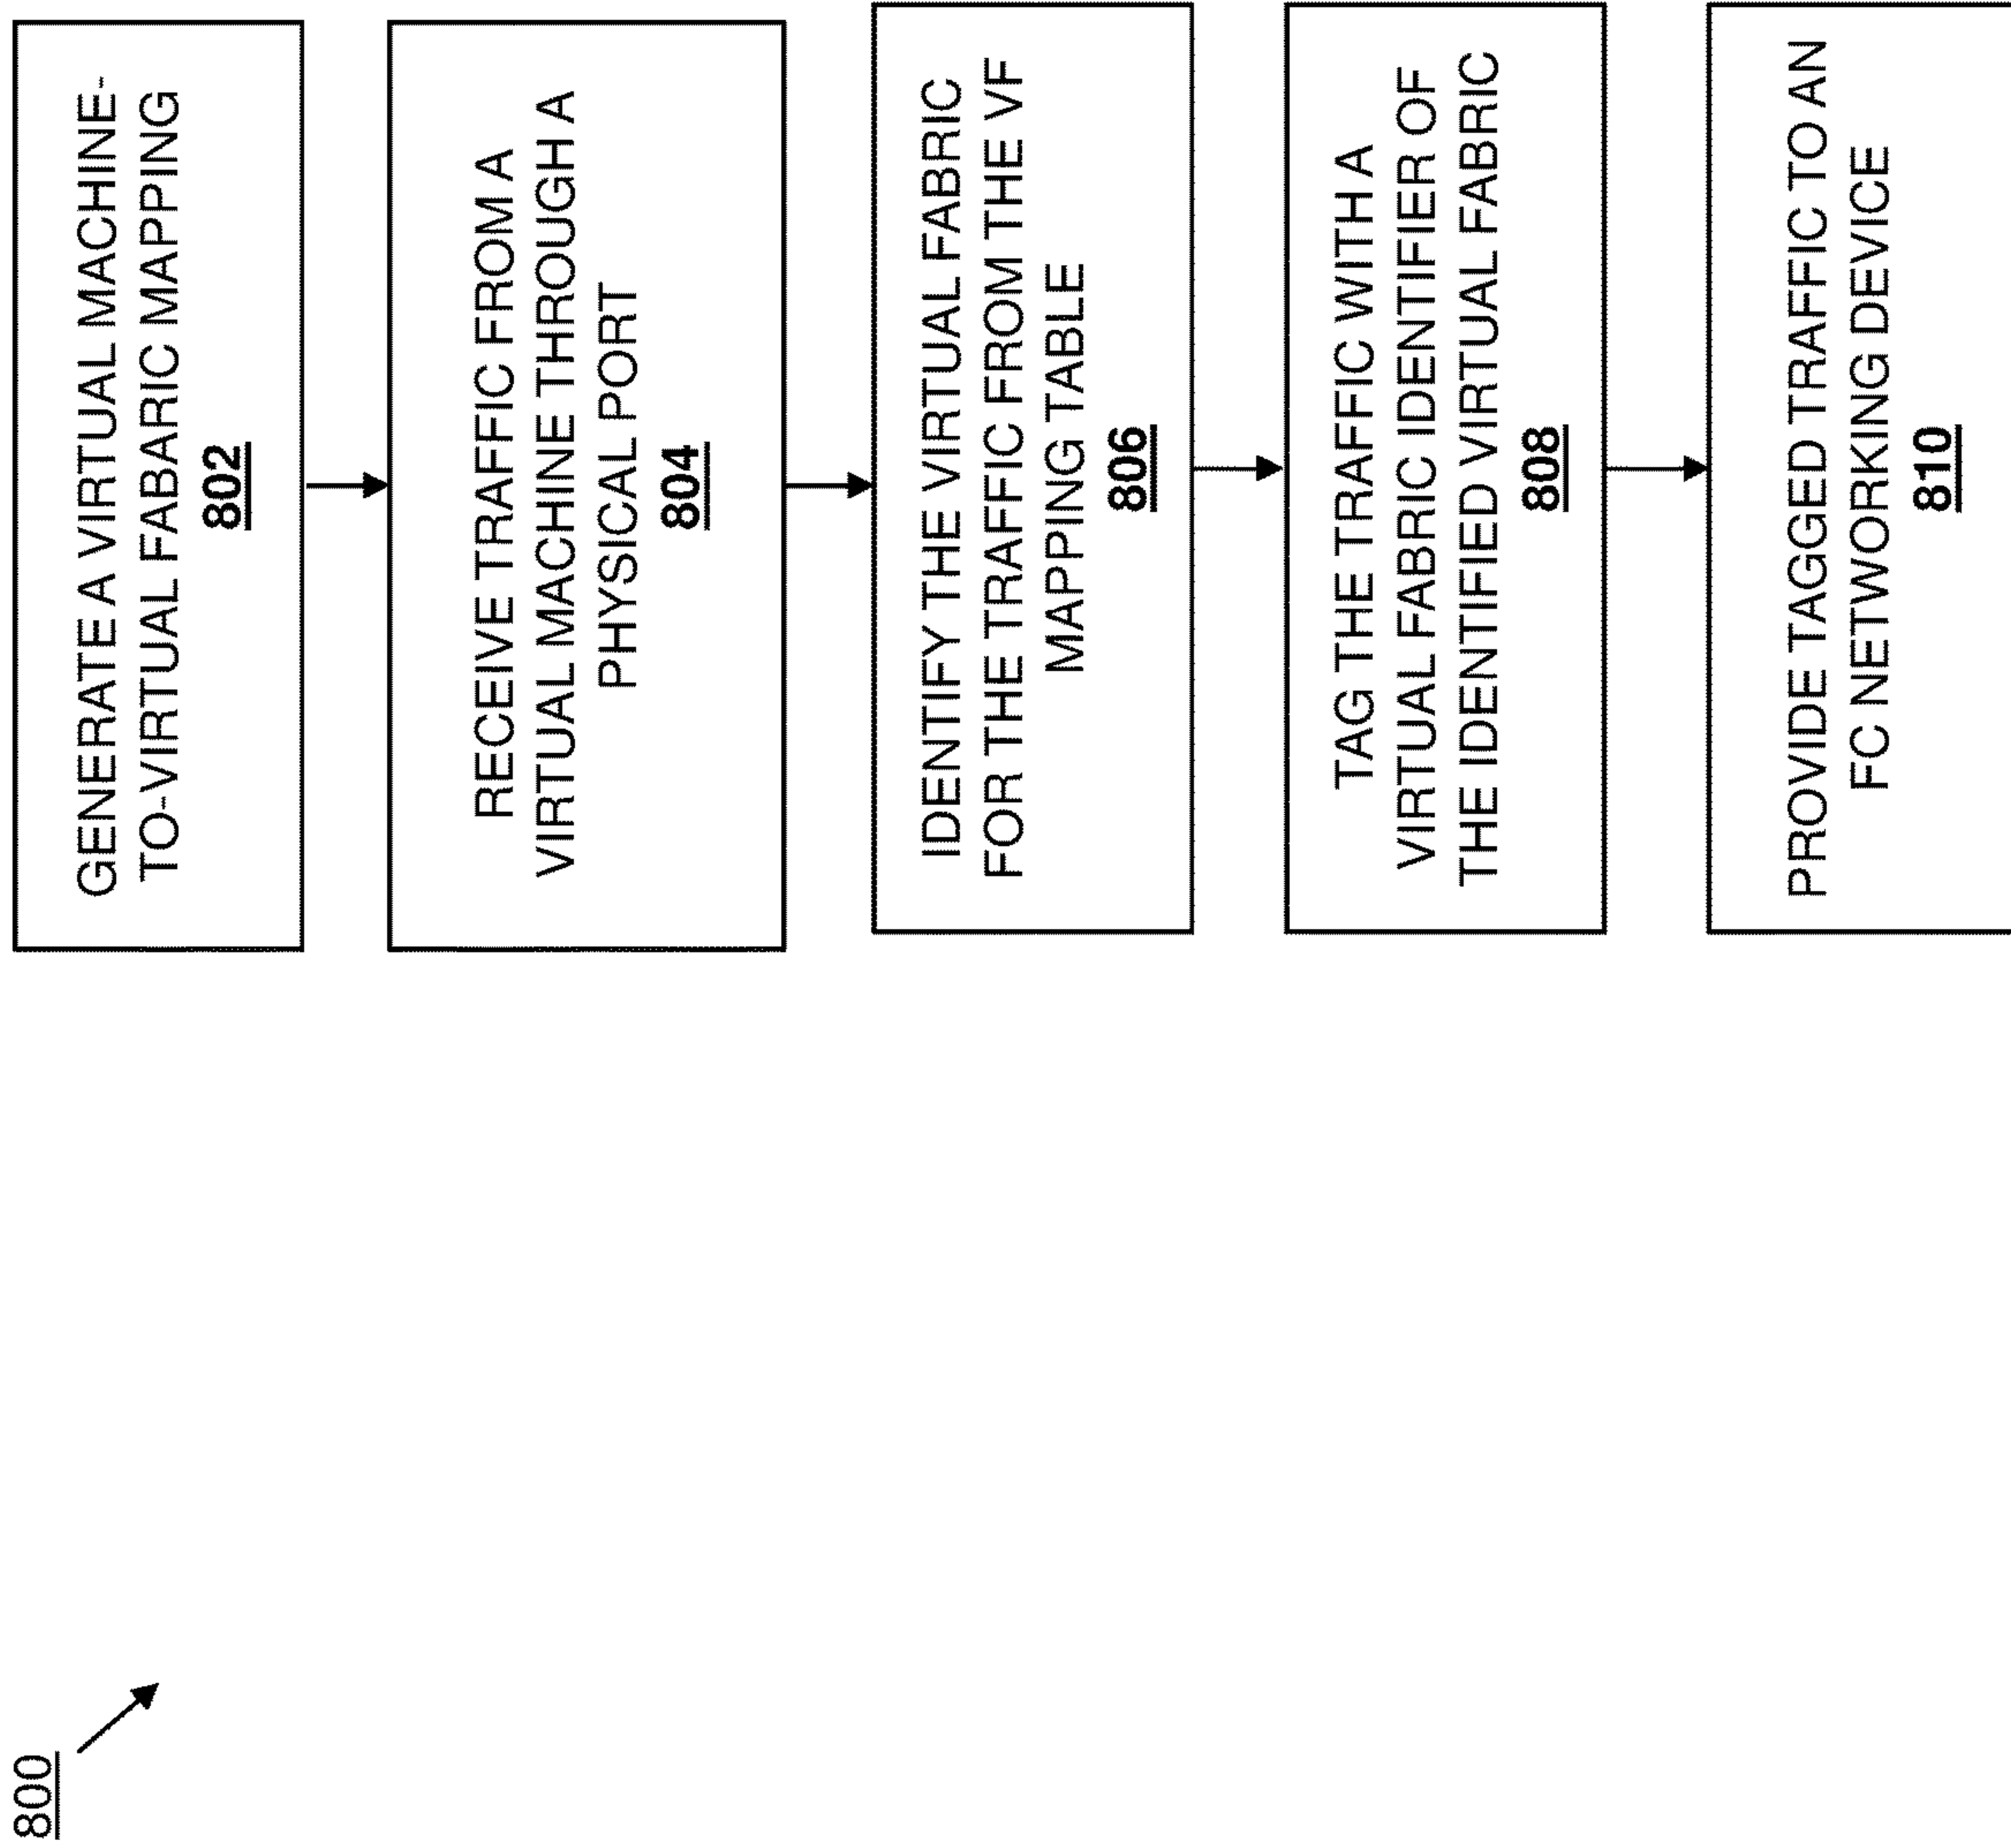 800
GENERATE A VIRTUAL MACHINE-
TO-VIRTUAL FABARIC MAPPING
802
RECEIVE TRAFFIC FROM A
VIRTUAL MACHINE THROUGH A
PHYSICAL PORT
804
IDENTIFY THE VIRTUAL FABRIC
FOR THE TRAFFIC FROM THE VF
MAPPING TABLE
806
TAG THE TRAFFIC WITH A
VIRTUAL FABRIC IDENTIFIER OF
THE IDENTIFIED VIRTUAL FABRIC
808
PROVIDE TAGGED TRAFFIC TO AN
FC NETWORKING DEVICE
810